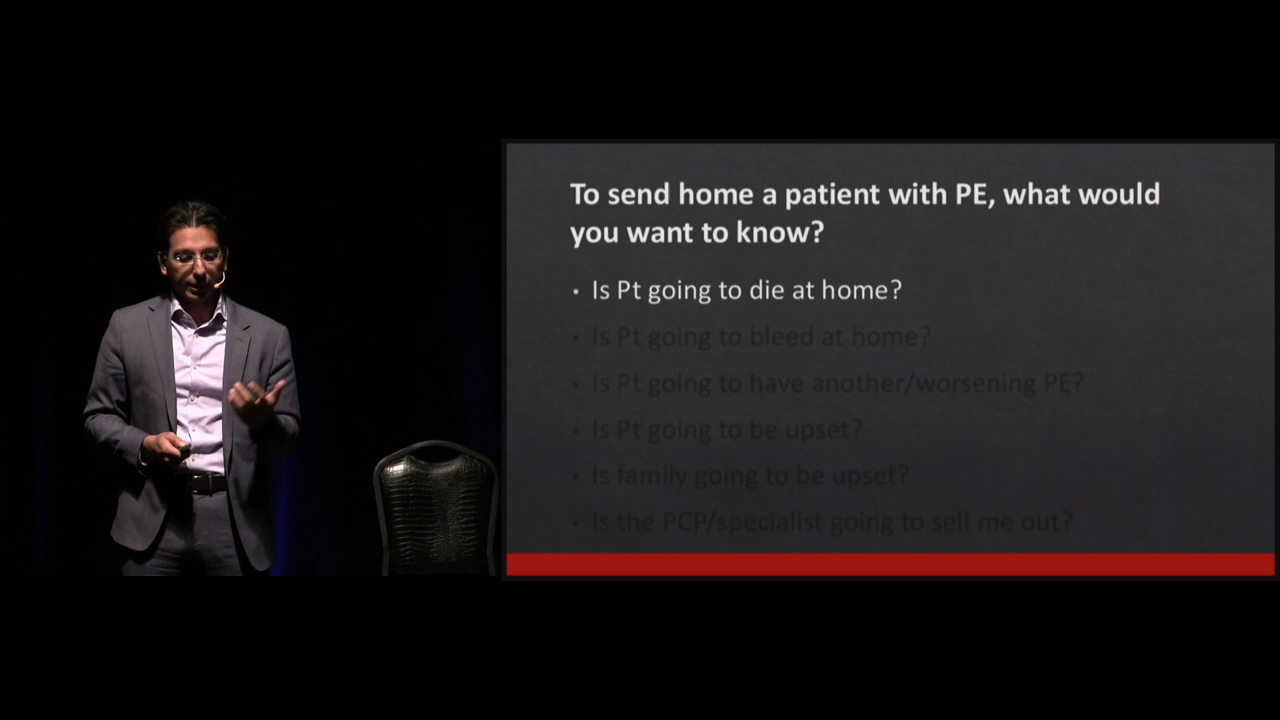 To send home a patient with PE, what would
you want to know?
• Is Pt going to die at home?
• Is Pt going to bleed at home?
• Is Pt going to have another/worsening PE?
• Is Pt going to be upset?
• Is family going to be upset?
• Is the PCP/specialist going to sell me out?